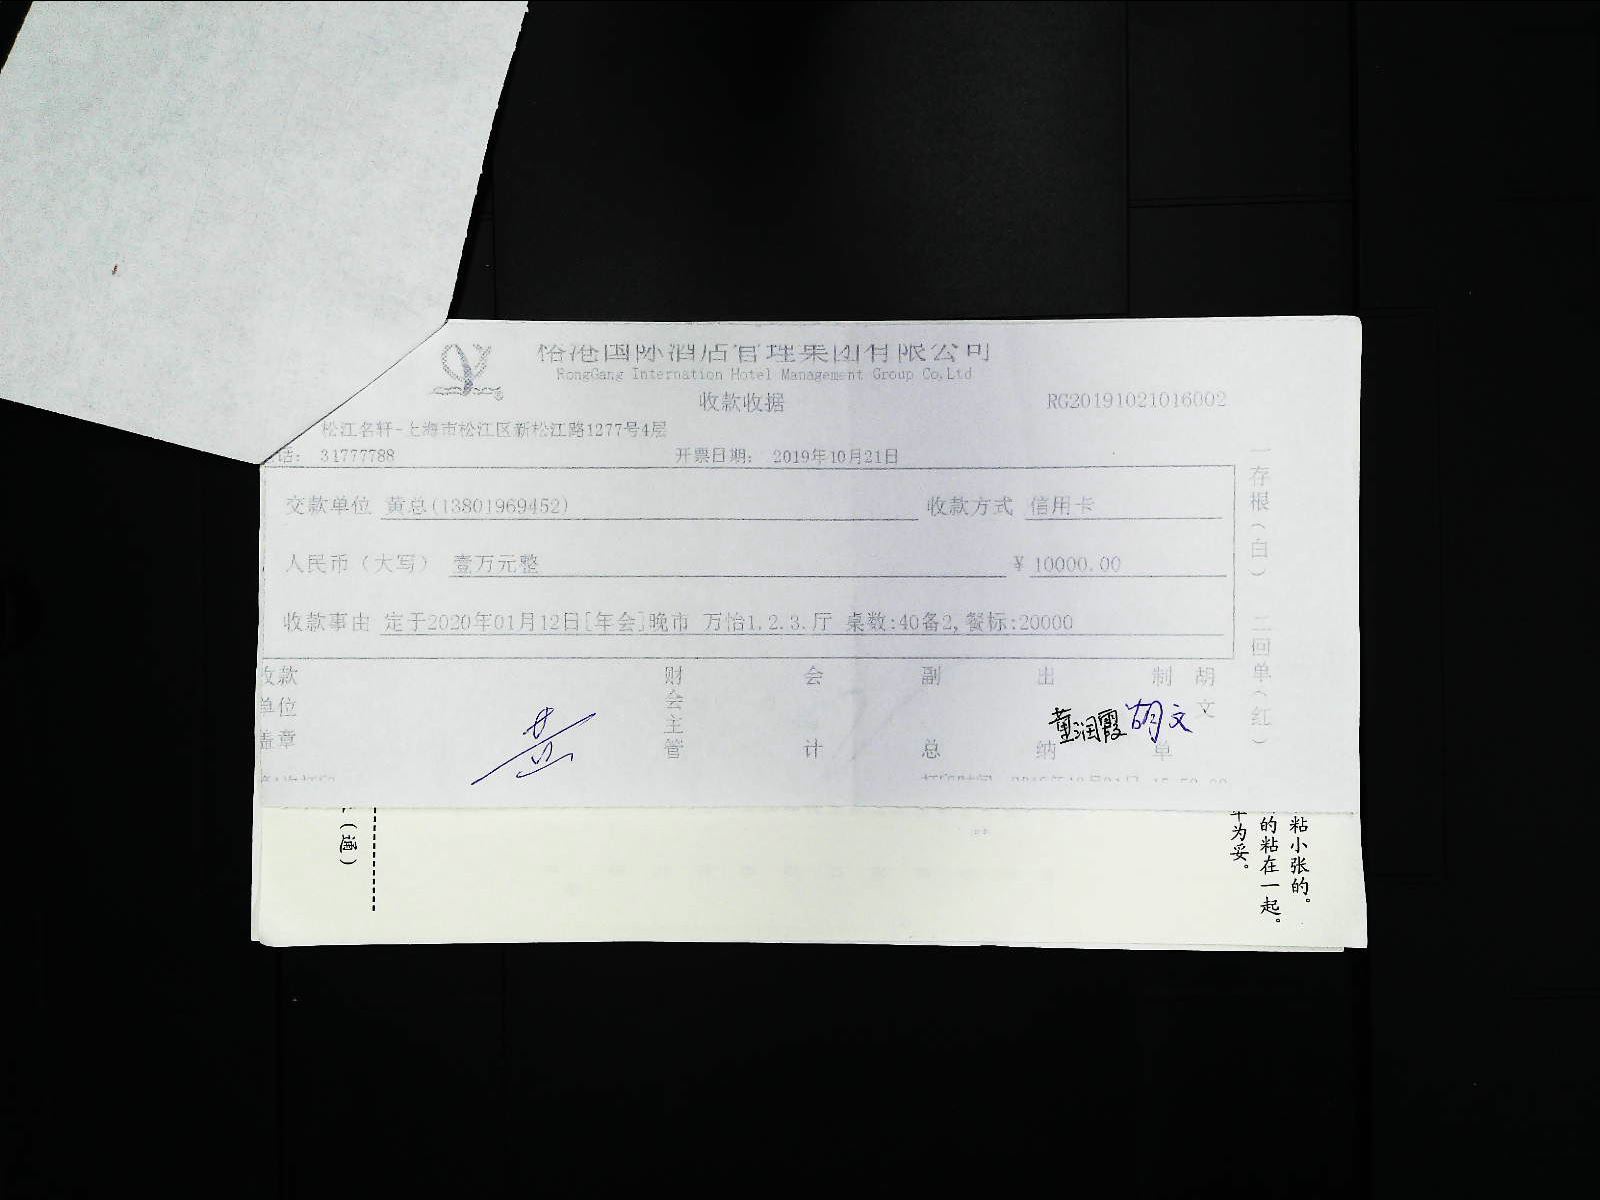 榕港国际酒店管理集团有限公司
RongGang Internation Hotel Management Group Co,Ltd
收款收据
RG20191021016002
松江名轩-上海市松江区新松江路1277号4层
话: 31777788
开票日期: 2019年10月21日
交款单位 黄总(13801969452)
收款方式 信用卡
人民币（大写） 壹万元整
¥ 10000.00
收款事由 定于2020年01月12日[年会]晚市 万怡1.2.3.厅 桌数:40备2,餐标:20000
收款单位盖章
财会主管
会计
副总
出纳
制单
胡文
董润霞
胡文
一存根(白) 二回单(红)
(通)
粘小张的。
的粘在一起。
为妥。